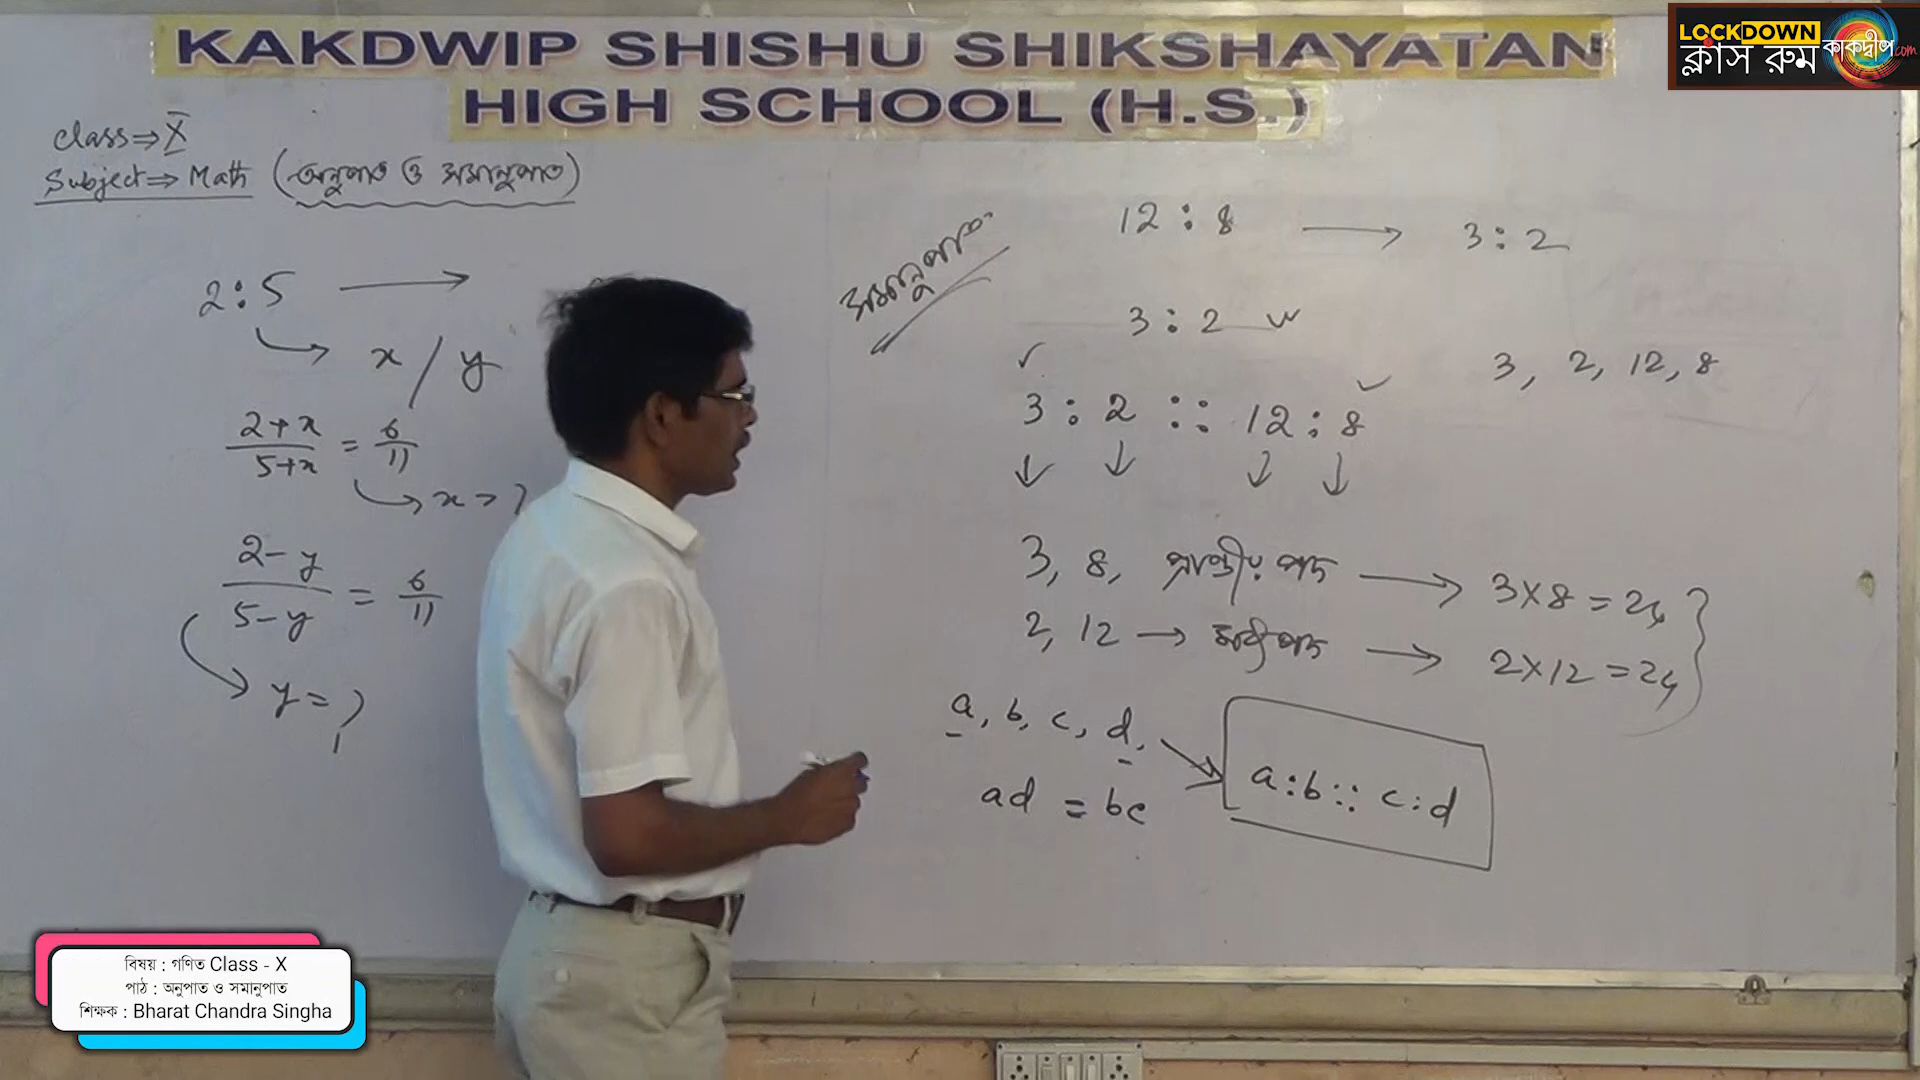 KAKDWIP SHISHU SHIKSHAYATAN
HIGH SCHOOL (H.S.)
LOCKDOWN
ক্লাস রুম কাকদ্বীপ.com
Class ⇒ X
Subject ⇒ Math (অনুপাত ও সমানুপাত)
2 : 5 ⟶
↳ x / y
2+x / 5+x = 6/11
↳ x = ?
2-y / 5-y = 6/11
↳ y = ?
সমানুপাত
12 : 8 ⟶ 3 : 2
3 : 2
3, 2, 12, 8
3 : 2 :: 12 : 8
3, 8, প্রান্তীয় পদ ⟶ 3×8 = 24
2, 12 → মধ্যপদ ⟶ 2×12 = 24
a, b, c, d,
a:b :: c:d
ad = bc
বিষয় : গণিত Class - X
পাঠ : অনুপাত ও সমানুপাত
শিক্ষক : Bharat Chandra Singha